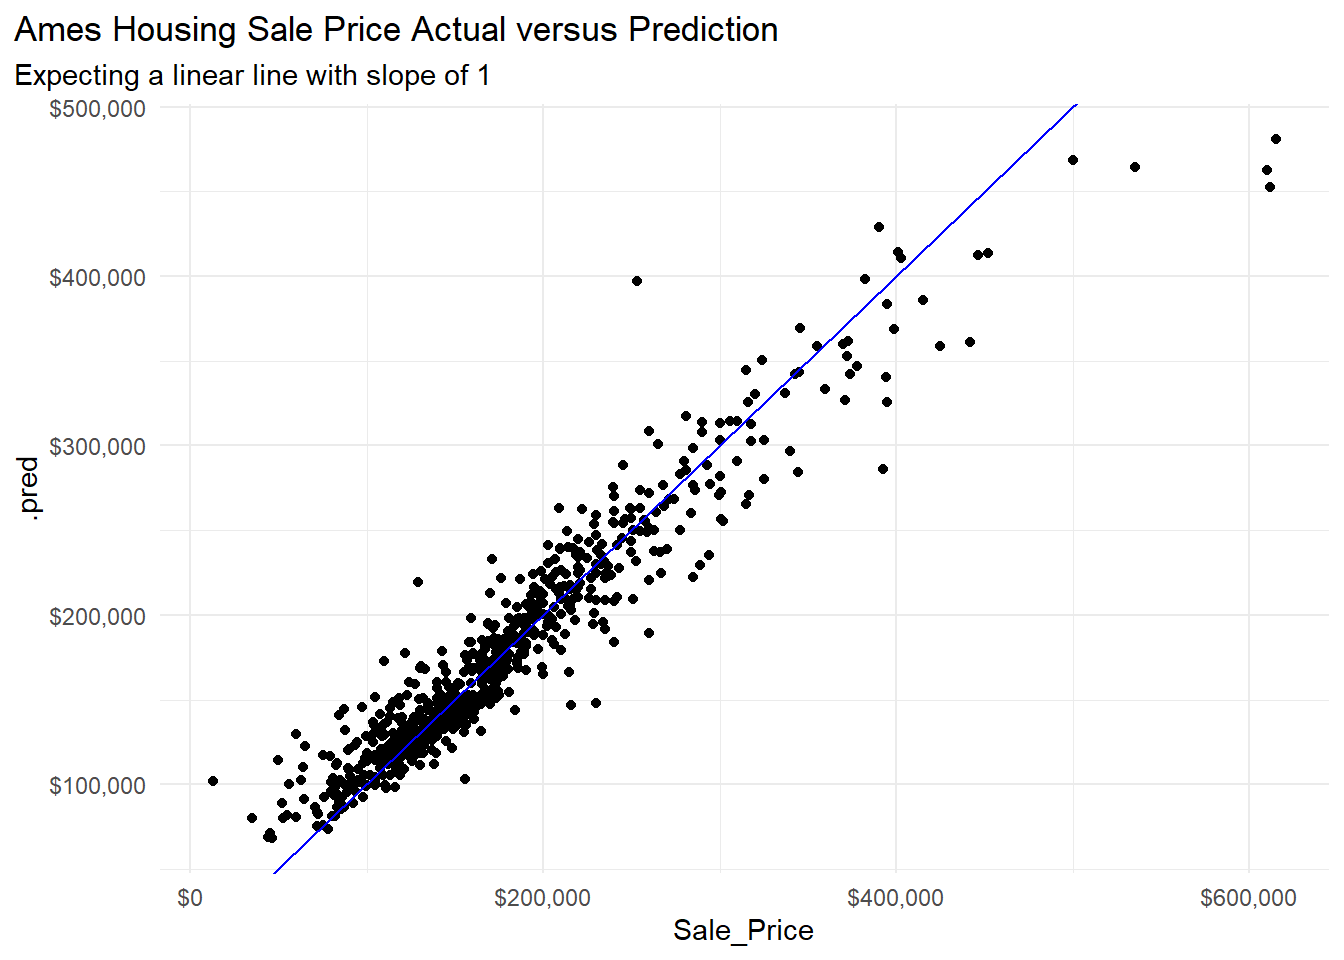 Ames Housing Sale Price Actual versus Prediction
Expecting a linear line with slope of 1
$500,000
$400,000
$300,000
$200,000
$100,000
.pred
$0 $200,000 $400,000 $600,000
Sale_Price